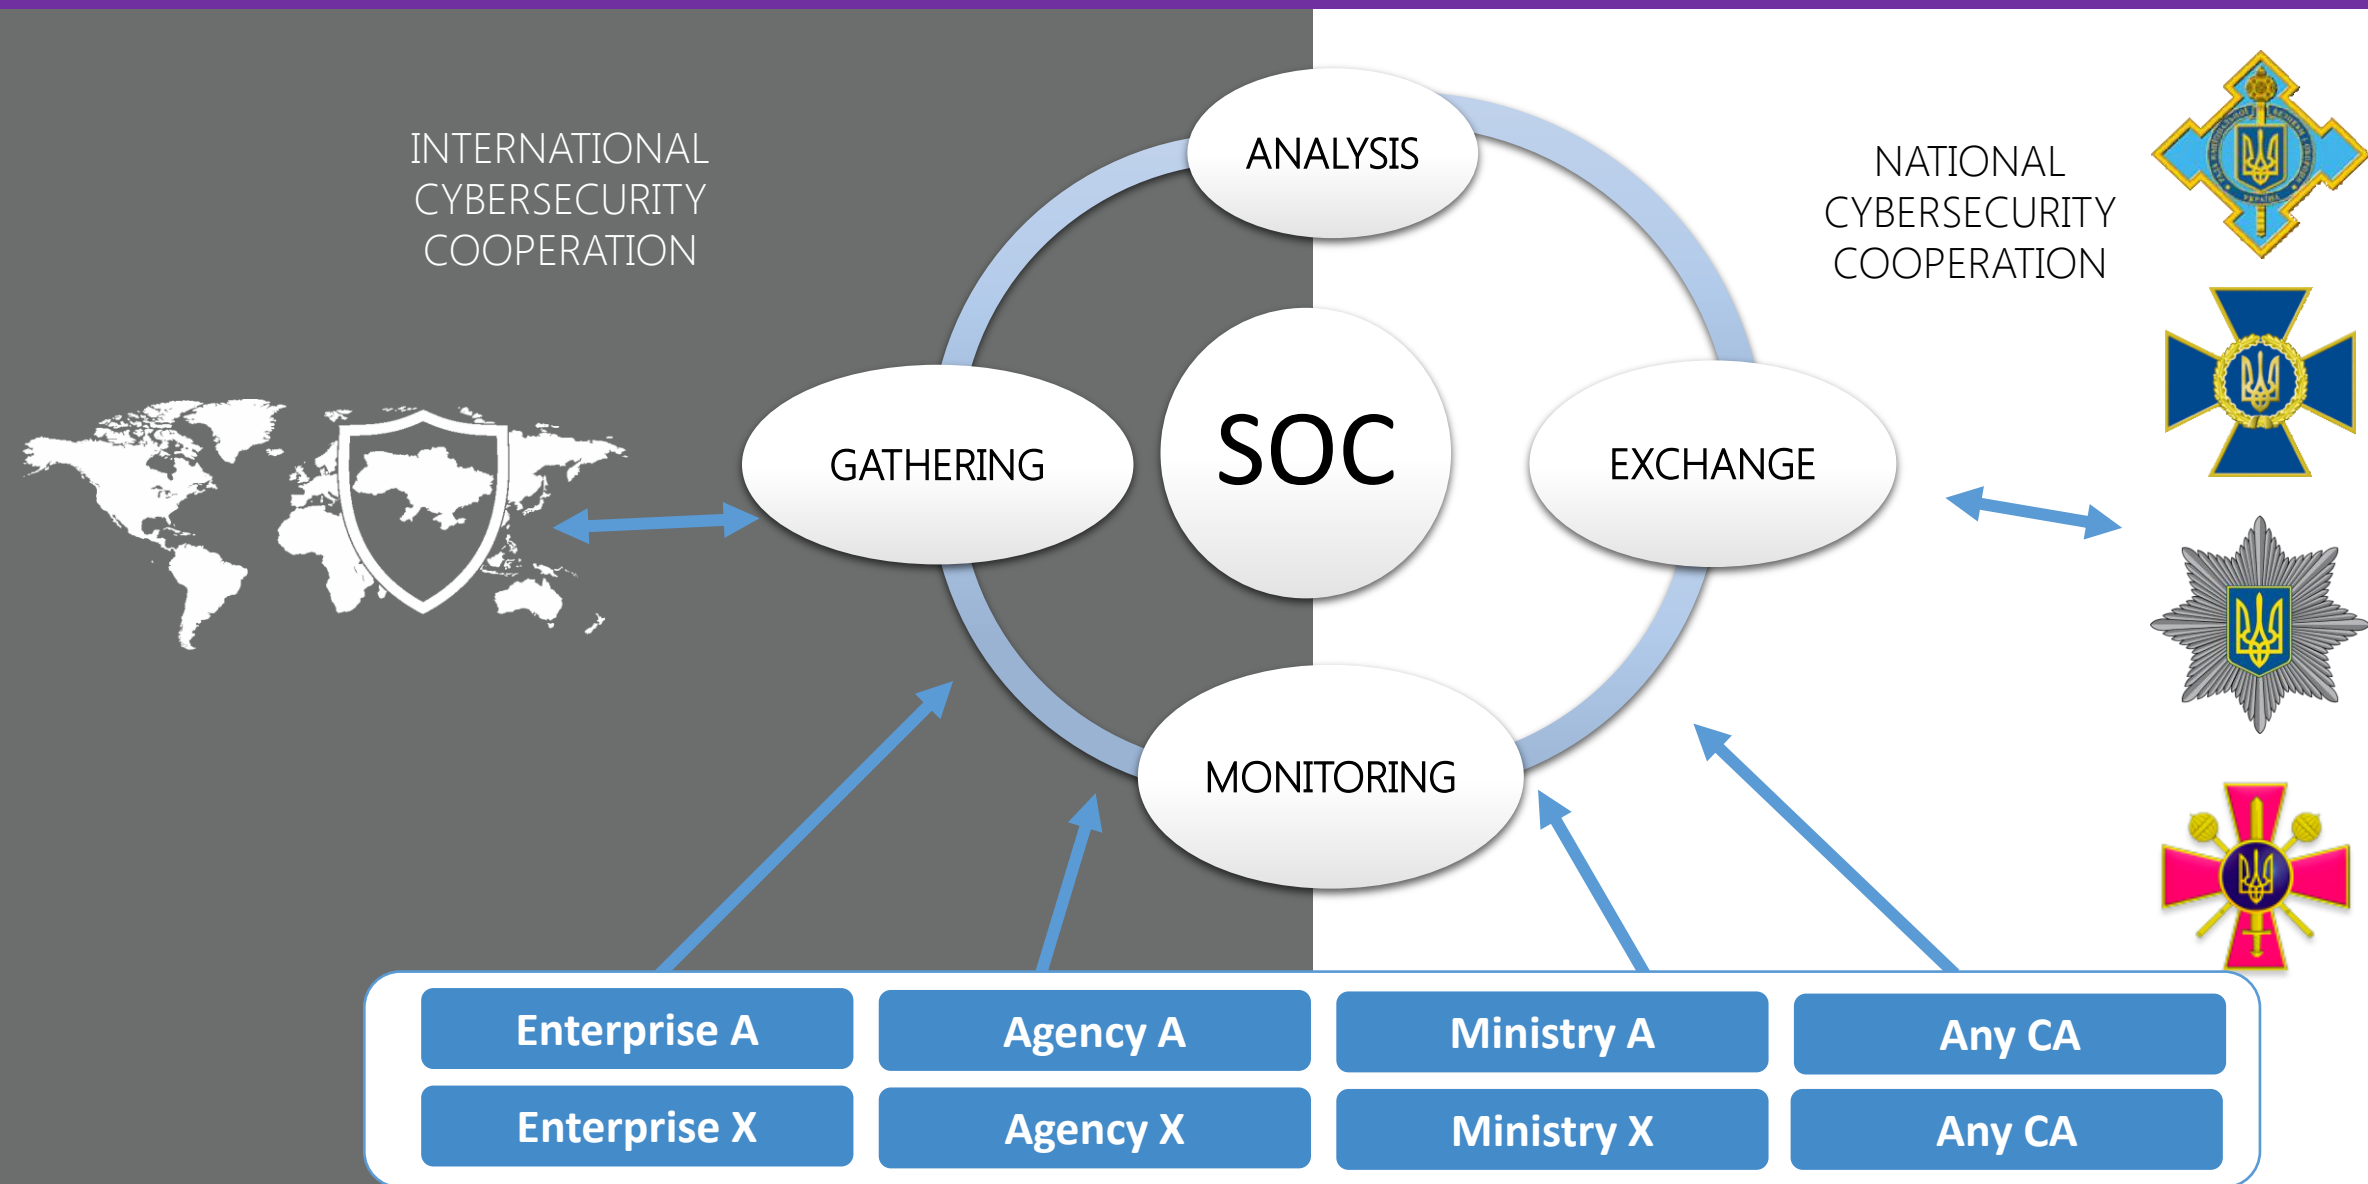 INTERNATIONAL
CYBERSECURITY
COOPERATION
ANALYSIS
NATIONAL
CYBERSECURITY
COOPERATION
GATHERING
SOC
EXCHANGE
MONITORING
Enterprise A
Agency A
Ministry A
Any CA
Enterprise X
Agency X
Ministry X
Any CA